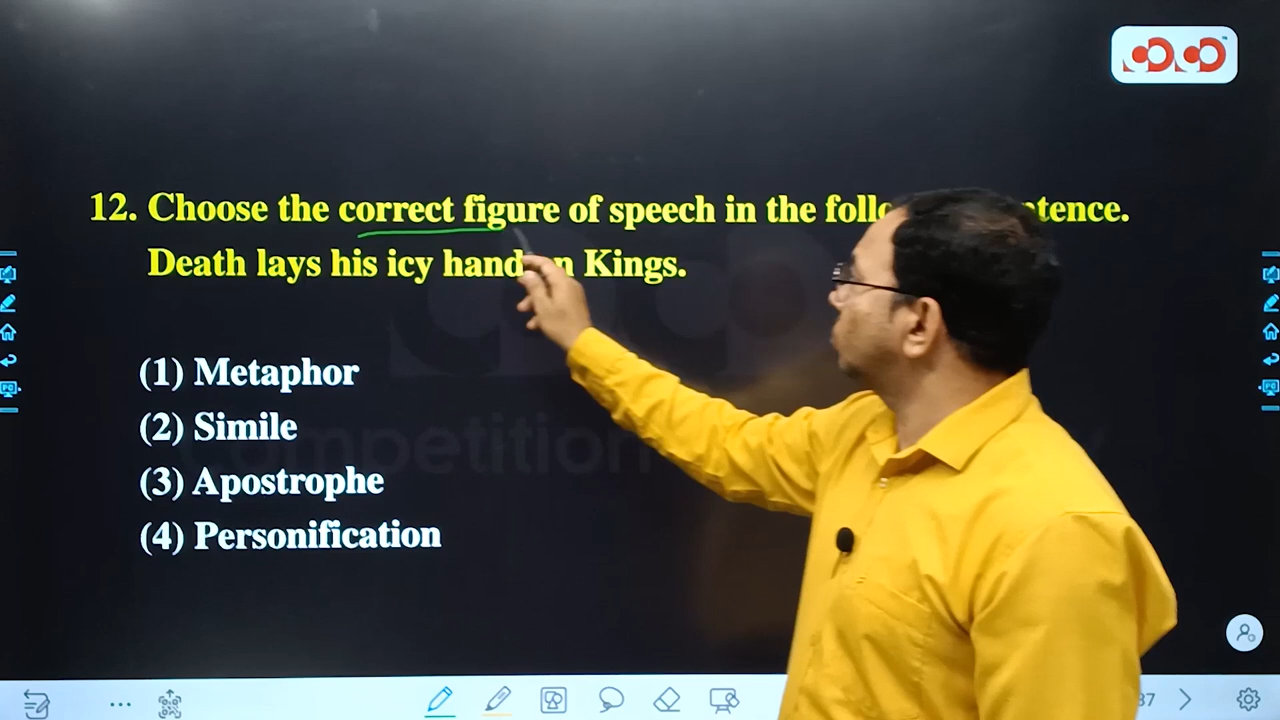 12. Choose the correct figure of speech in the
Death lays his icy hand Kings.
(1) Metaphor
(2) Simile
(3) Apostrophe
(4) Personification
Competition